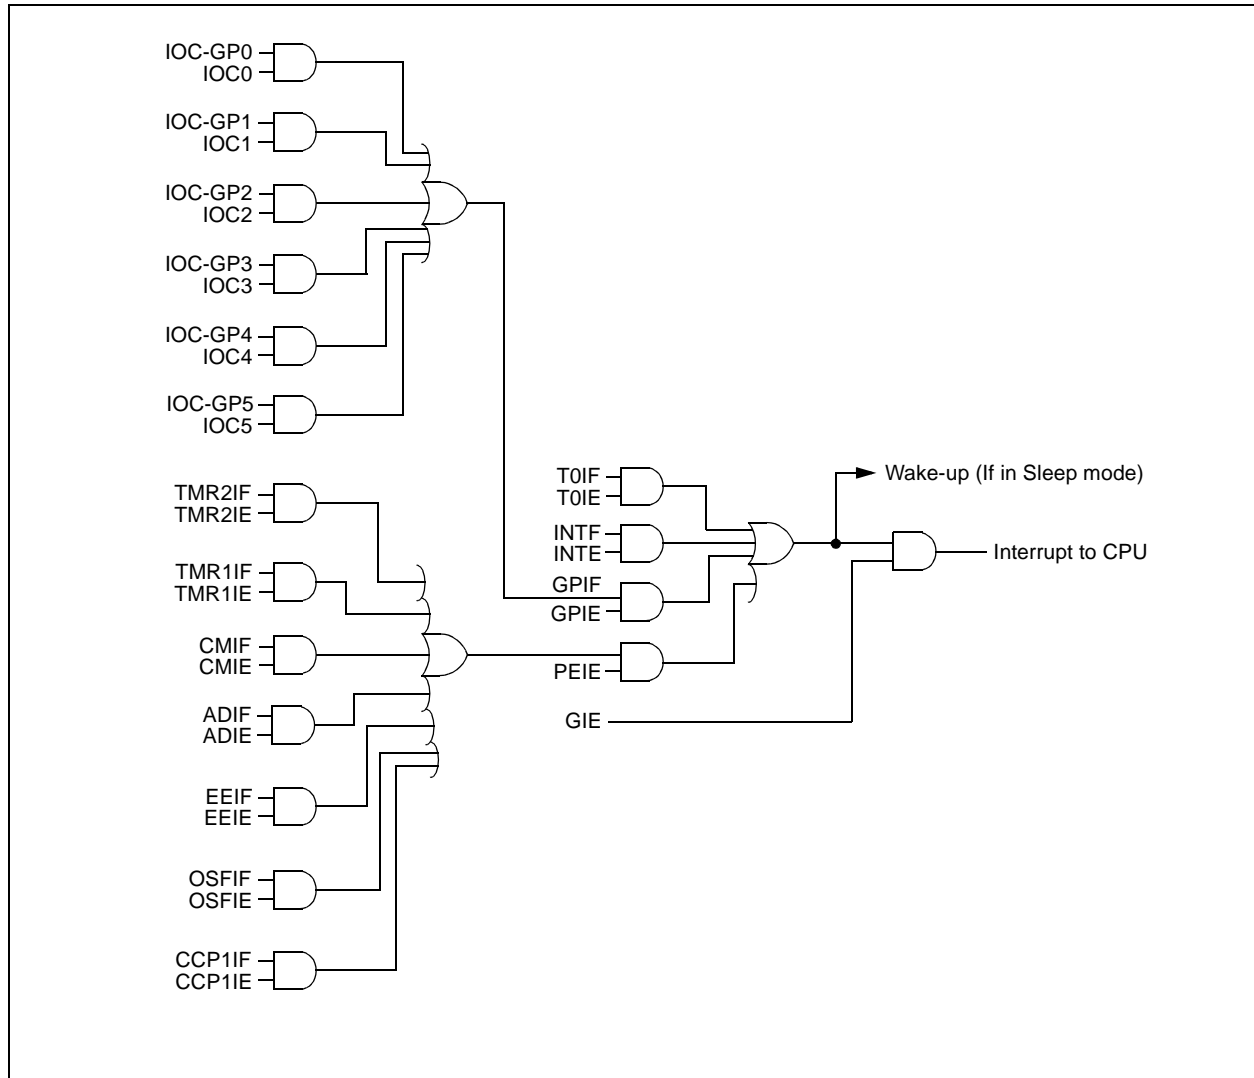 IOC-GP0
IOC0
IOC-GP1
IOC1
IOC-GP2
IOC2
IOC-GP3
IOC3
IOC-GP4
IOC4
IOC-GP5
IOC5
TMR2IF
TMR2IE
TMR1IF
TMR1IE
CMIF
CMIE
ADIF
ADIE
EEIF
EEIE
OSFIF
OSFIE
CCP1IF
CCP1IE
T0IF
T0IE
INTF
INTE
GPIF
GPIE
PEIE
GIE
Wake-up (If in Sleep mode)
Interrupt to CPU